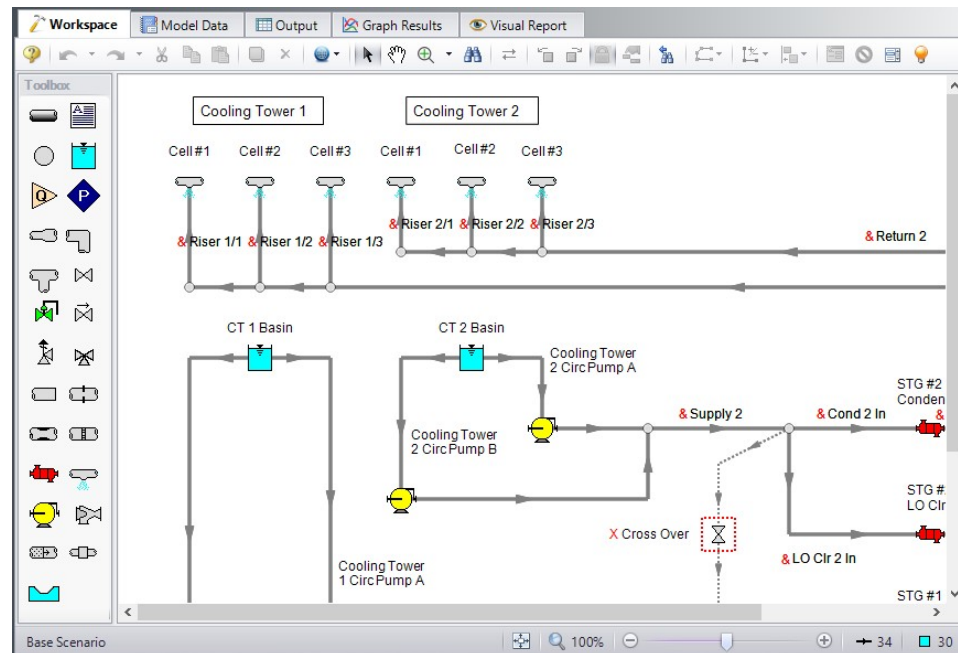 Workspace
Model Data
Output
Graph Results
Visual Report
Toolbox
A
Q
P
Cooling Tower 1
Cooling Tower 2
Cell #1
Cell #2
Cell #3
Cell #1
Cell #2
Cell #3
& Riser 1/1
& Riser 1/2
& Riser 1/3
& Riser 2/1
& Riser 2/2
& Riser 2/3
& Return 2
CT 1 Basin
CT 2 Basin
Cooling Tower
2 Circ Pump A
Cooling Tower
2 Circ Pump B
& Supply 2
& Cond 2 In
STG #2
Conden
&
X Cross Over
STG #
LO Clr
& LO Clr 2 In
Cooling Tower
1 Circ Pump A
STG #1
Base Scenario
100%
34
30